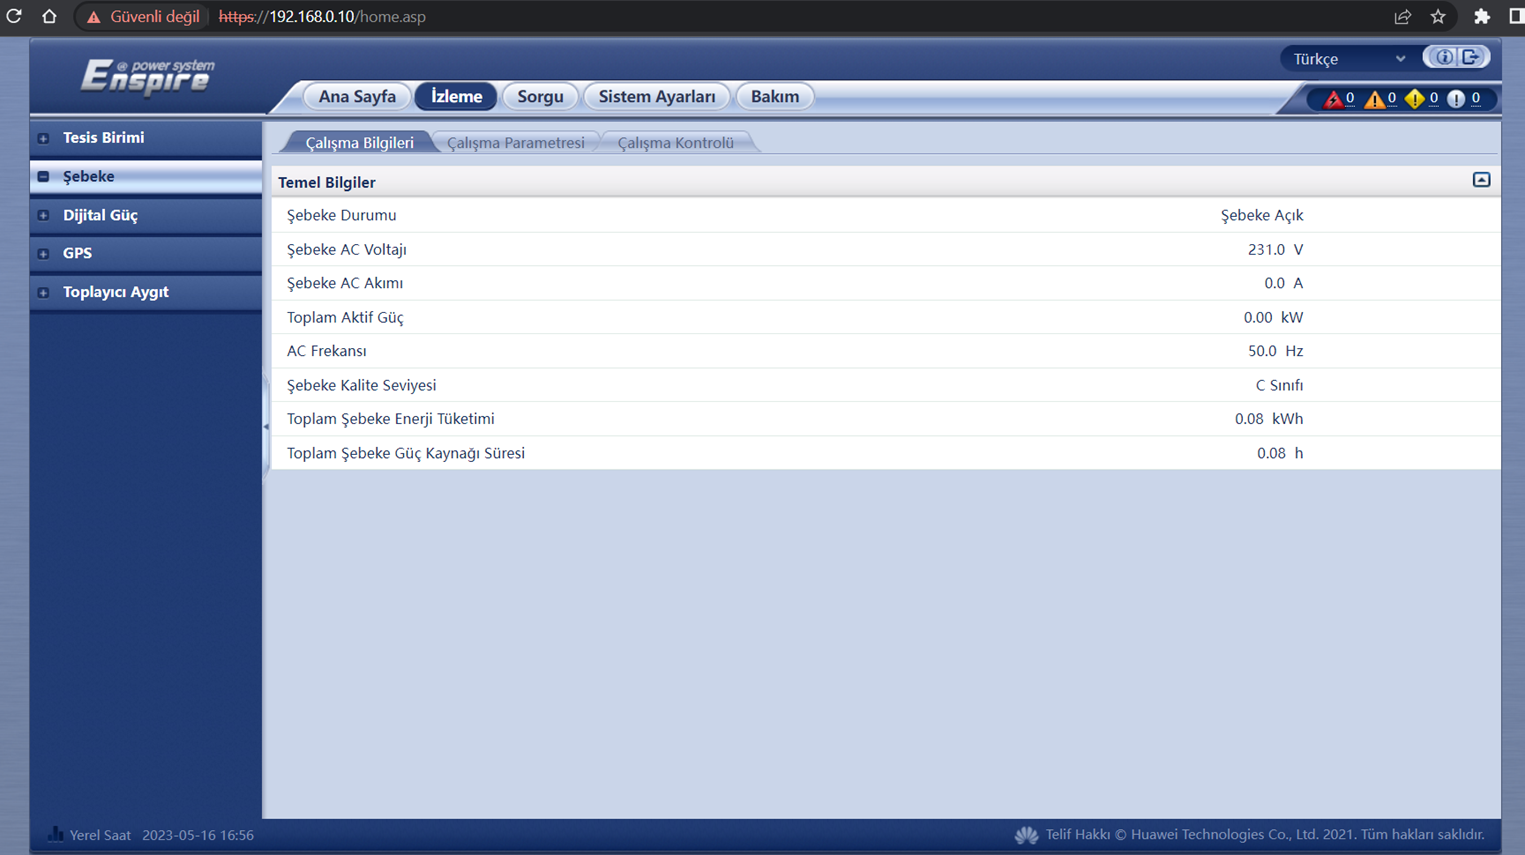 Güvenli değil https://192.168.0.10/home.asp
Enspire @ power system
Türkçe
Ana Sayfa İzleme Sorgu Sistem Ayarları Bakım
0 0 0 0
Tesis Birimi
Şebeke
Dijital Güç
GPS
Toplayıcı Aygıt
Çalışma Bilgileri Çalışma Parametresi Çalışma Kontrolü
Temel Bilgiler
Şebeke Durumu Şebeke Açık
Şebeke AC Voltajı 231.0 V
Şebeke AC Akımı 0.0 A
Toplam Aktif Güç 0.00 kW
AC Frekansı 50.0 Hz
Şebeke Kalite Seviyesi C Sınıfı
Toplam Şebeke Enerji Tüketimi 0.08 kWh
Toplam Şebeke Güç Kaynağı Süresi 0.08 h
Yerel Saat 2023-05-16 16:56
Telif Hakkı © Huawei Technologies Co., Ltd. 2021. Tüm hakları saklıdır.